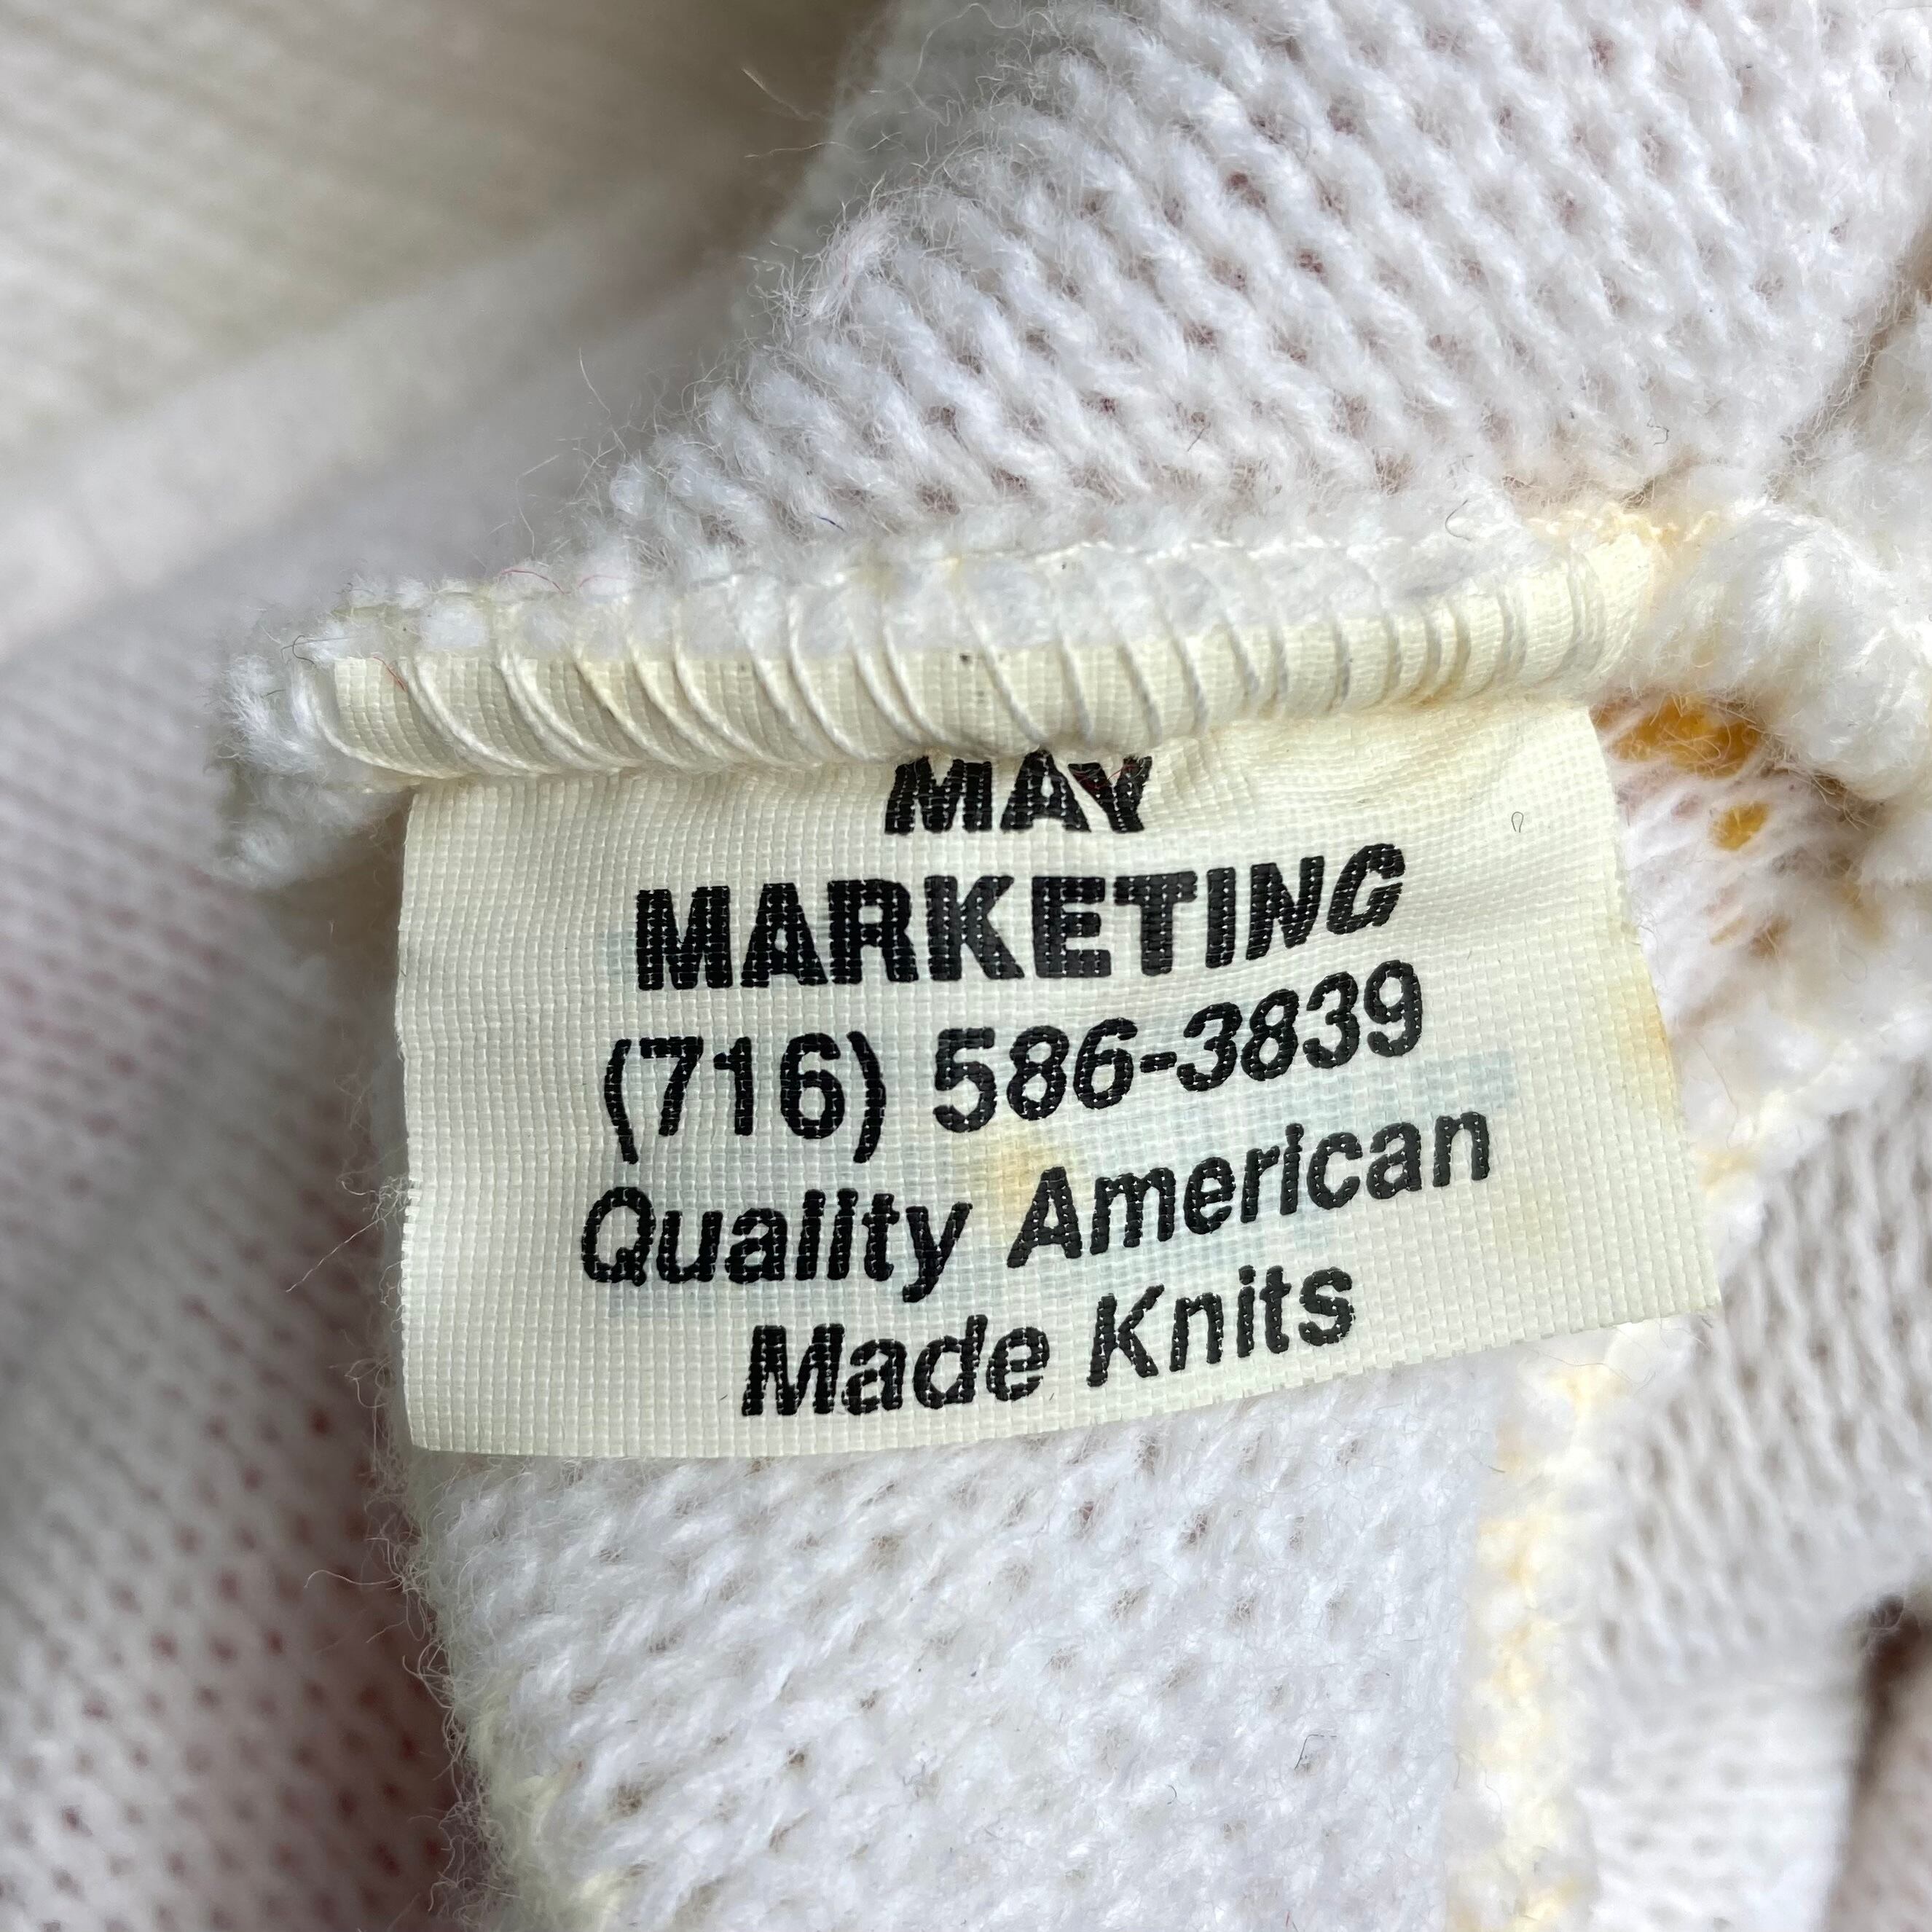 MAY
MARKETING
(716) 586-3839
Quality American
Made Knits